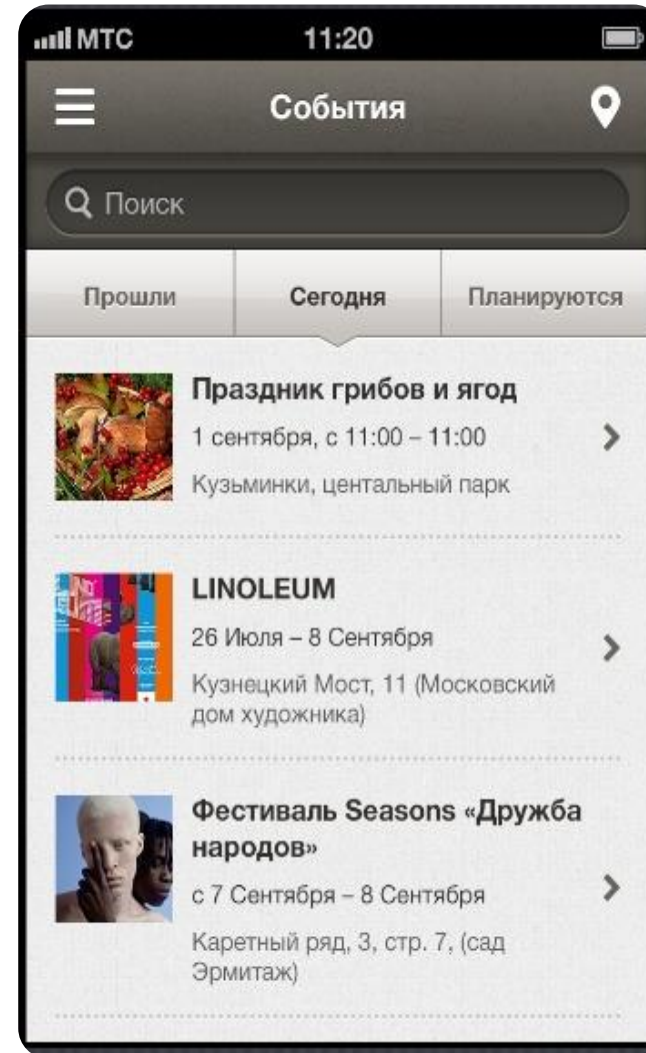 МТС 11:20
События
Поиск
Прошли Сегодня Планируются
Праздник грибов и ягод
1 сентября, с 11:00 – 11:00
Кузьминки, центальный парк
LINOLEUM
26 Июля – 8 Сентября
Кузнецкий Мост, 11 (Московский
дом художника)
Фестиваль Seasons «Дружба
народов»
с 7 Сентября – 8 Сентября
Каретный ряд, 3, стр. 7, (сад
Эрмитаж)